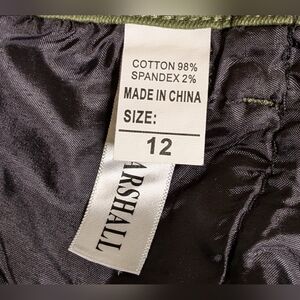 COTTON 98%
SPANDEX 2%
MADE IN CHINA
SIZE:
12
ARSHALL